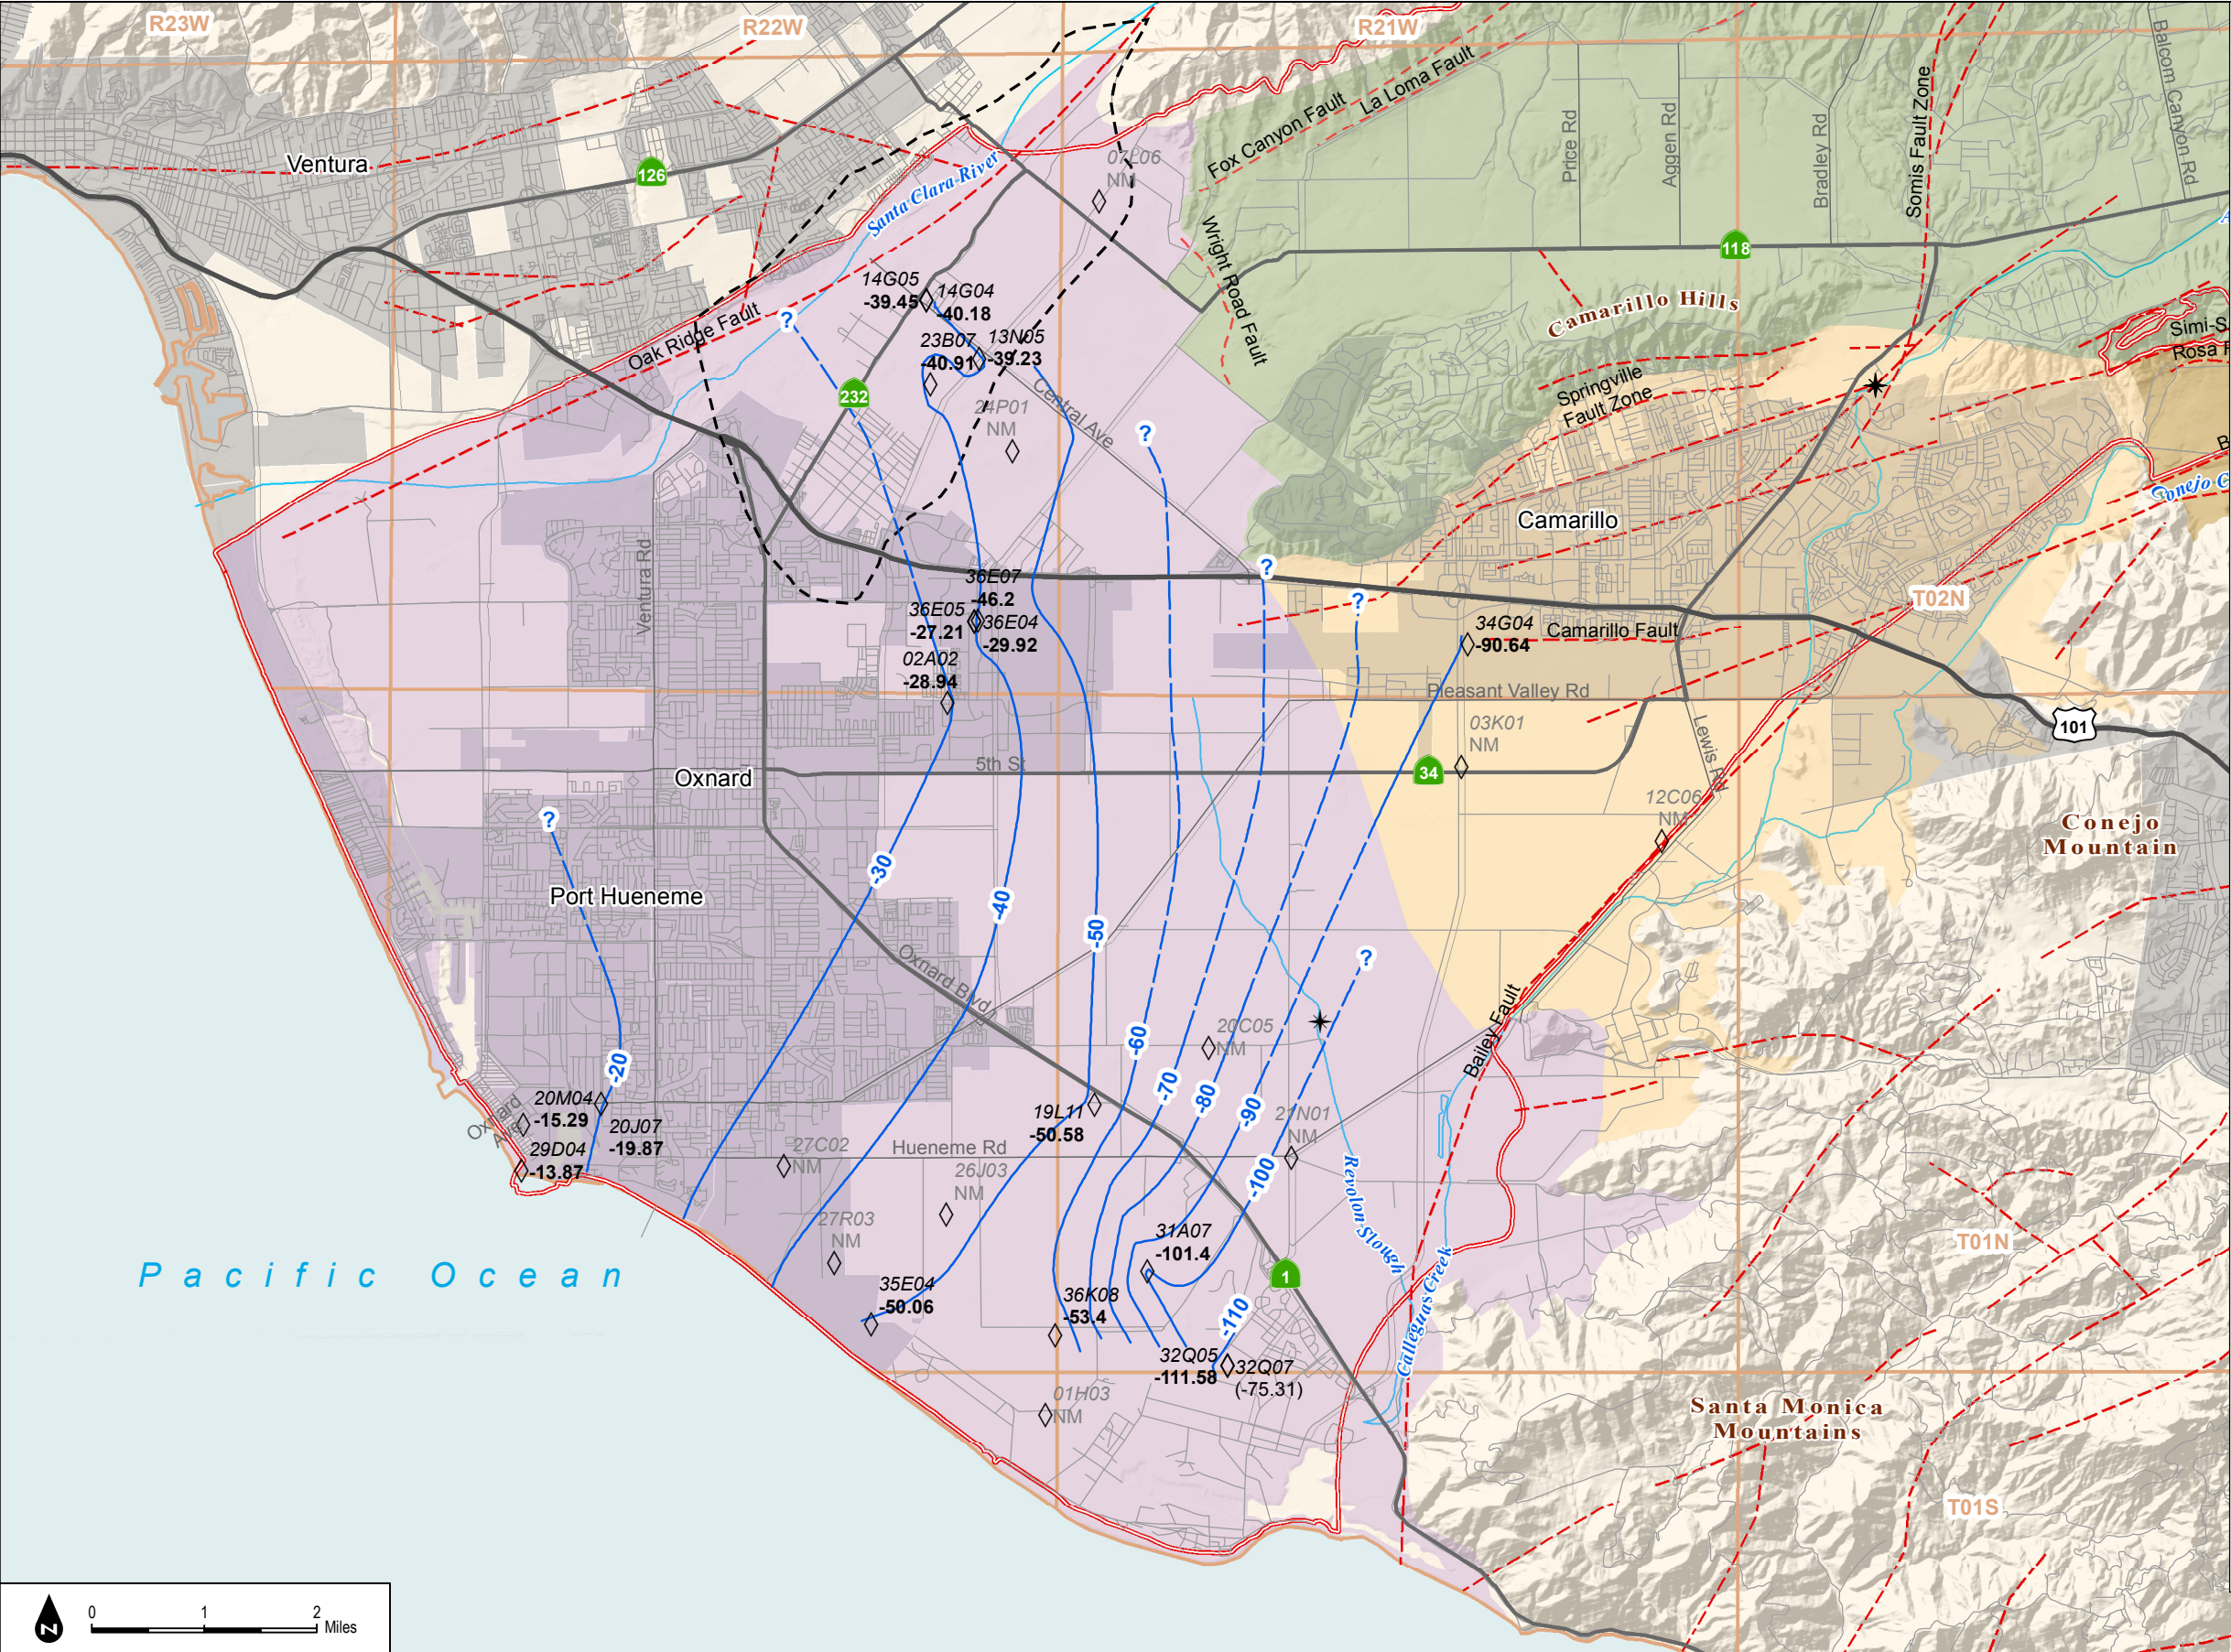 R23W
R22W
R21W
Balcom Canyon Rd
Somis Fault Zone
Bradley Rd
Aggen Rd
Price Rd
La Loma Fault
Fox Canyon Fault
Ventura
126
Santa Clara River
07L06
NM
Wright Road Fault
118
Camarillo Hills
14G05
-39.45
14G04
-40.18
?
Oak Ridge Fault
23B07
-40.91
13N05
-39.23
Simi-S
Rosa F
232
24P01
NM
Central Ave
Springville
Fault Zone
?
B
Conejo C
Camarillo
Ventura Rd
?
36E07
-46.2
?
T02N
36E05
-27.21
36E04
-29.92
34G04
-90.64
Camarillo Fault
02A02
-28.94
Pleasant Valley Rd
03K01
NM
101
Lewis Rd
5th St
Oxnard
34
12C06
NM
?
Conejo
Mountain
-30
Port Hueneme
-40
-50
?
Oxnard Blvd
Bailey Fault
-60
20C05
NM
-20
-70
-80
-90
20M04
-15.29
20J07
-19.87
Oxnard
Ave
19L11
-50.58
21N01
NM
29D04
-13.87
27C02
NM
Hueneme Rd
26J03
NM
-100
Revolon Slough
27R03
NM
31A07
-101.4
T01N
Pacific Ocean
1
35E04
-50.06
36K08
-53.4
-110
Calleguas Creek
32Q05
-111.58
32Q07
(-75.31)
01H03
NM
Santa Monica
Mountains
T01S
N
0 1 2
Miles